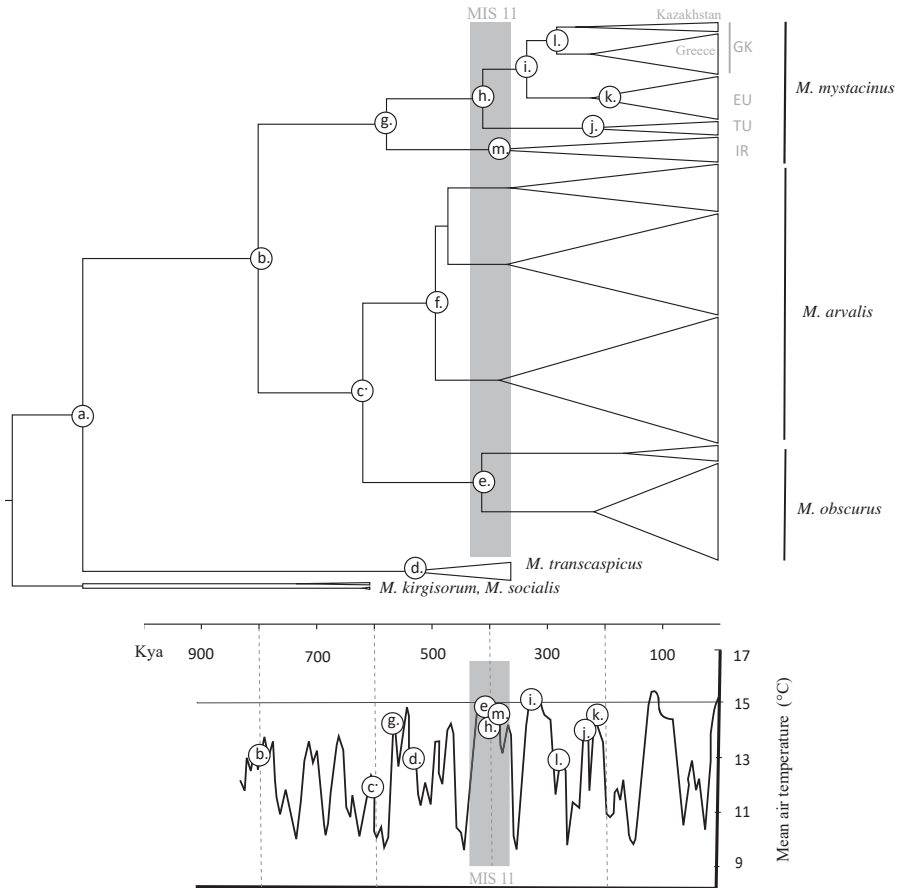 MIS 11
Kazakhstan
l.
Greece
GK
i.
M. mystacinus
h.
k.
EU
g.
j.
TU
m.
IR
b.
f.
M. arvalis
c.
a.
e.
M. obscurus
d.
M. transcaspicus
M. kirgisorum, M. socialis
Kya 900 700 500 300 100 17
i.
e.
15
g.
m.
k.
h.
j.
b.
d.
l.
13
c.
11
9
Mean air temperature (°C)
MIS 11